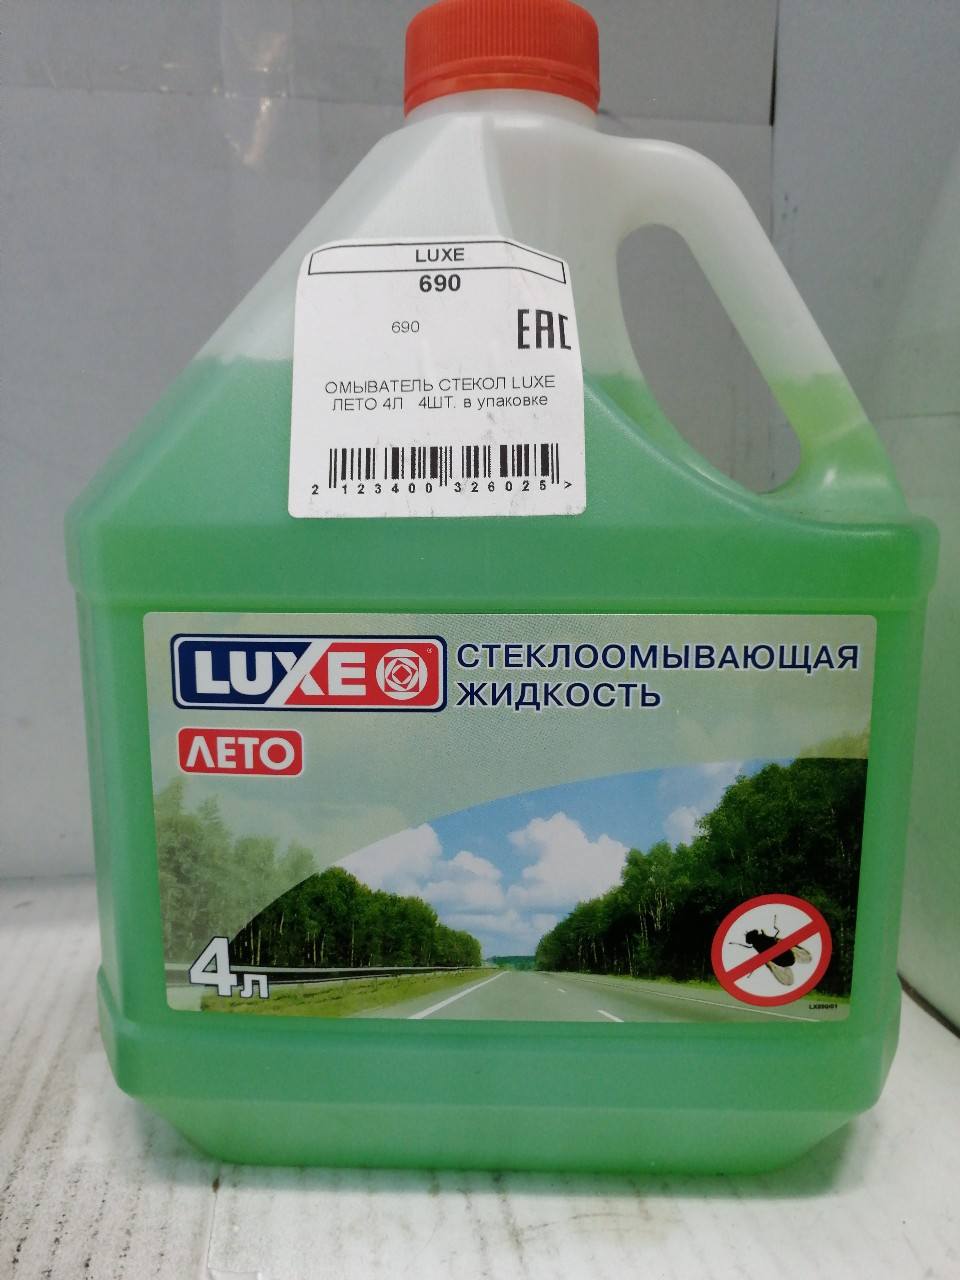 LUXE
690
690
EAC
ОМЫВАТЕЛЬ СТЕКОЛ LUXE
ЛЕТО 4Л 4ШТ. в упаковке
2 123400 326025 >
LUXE
СТЕКЛООМЫВАЮЩАЯ
ЖИДКОСТЬ
ЛЕТО
4л